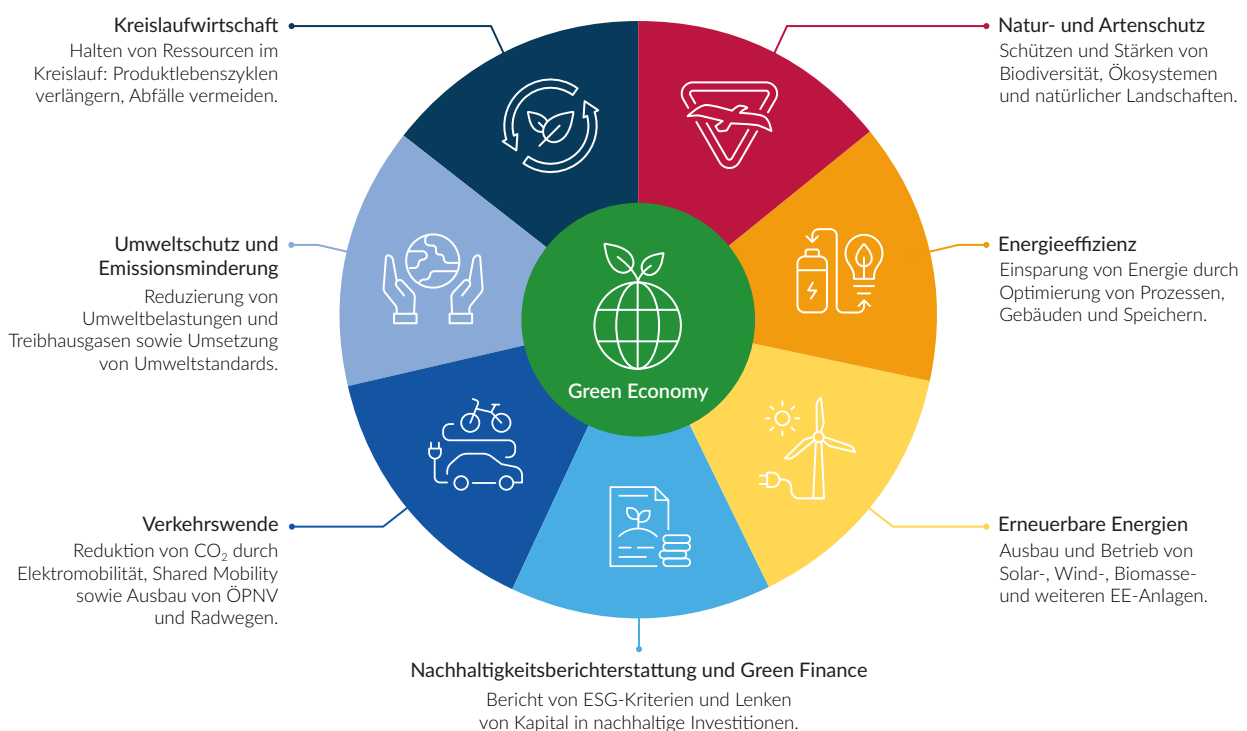 Kreislaufwirtschaft
Halten von Ressourcen im
Kreislauf: Produktlebenszyklen
verlängern, Abfälle vermeiden.
Natur- und Artenschutz
Schützen und Stärken von
Biodiversität, Ökosystemen
und natürlicher Landschaften.
Umweltschutz und
Emissionsminderung
Reduzierung von
Umweltbelastungen und
Treibhausgasen sowie Umsetzung
von Umweltstandards.
Energieeffizienz
Einsparung von Energie durch
Optimierung von Prozessen,
Gebäuden und Speichern.
Green Economy
Verkehrswende
Reduktion von CO₂ durch
Elektromobilität, Shared Mobility
sowie Ausbau von ÖPNV
und Radwegen.
Erneuerbare Energien
Ausbau und Betrieb von
Solar-, Wind-, Biomasse-
und weiteren EE-Anlagen.
Nachhaltigkeitsberichterstattung und Green Finance
Bericht von ESG-Kriterien und Lenken
von Kapital in nachhaltige Investitionen.